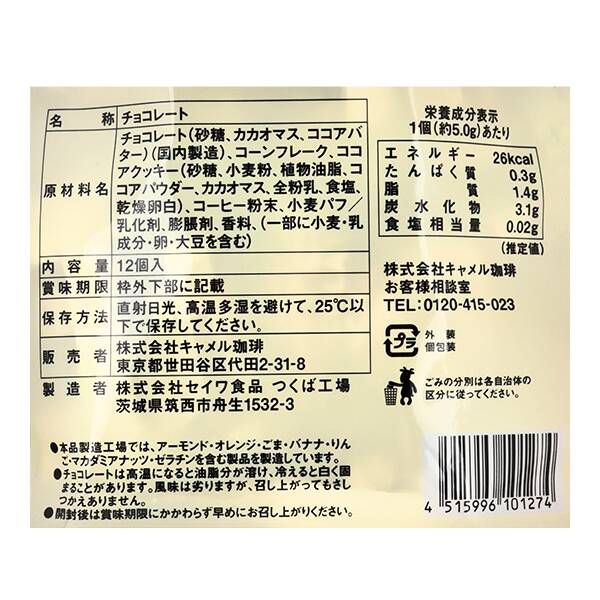 名称 チョコレート
原材料名 チョコレート(砂糖、カカオマス、ココアバ
ター)(国内製造)、コーンフレーク、ココ
アクッキー(砂糖、小麦粉、植物油脂、コ
コアパウダー、カカオマス、全粉乳、食塩、
乾燥卵白)、コーヒー粉末、小麦パフ/
乳化剤、膨脹剤、香料、(一部に小麦・乳
成分・卵・大豆を含む)
内容量 12個入
賞味期限 枠外下部に記載
保存方法 直射日光、高温多湿を避けて、25℃以
下で保存してください。
販売者 株式会社キャメル珈琲
東京都世田谷区代田2-31-8
製造者 株式会社セイワ食品 つくば工場
茨城県筑西市舟生1532-3
●本品製造工場では、アーモンド・オレンジ・ごま・バナナ・りん
ご・マカダミアナッツ・ゼラチンを含む製品を製造しています。
●チョコレートは高温になると油脂分が溶け、冷えると白く固
まることがあります。風味は劣りますが、召し上がってもさし
つかえありません。
●開封後は賞味期限にかかわらず早めにお召し上がりください。
栄養成分表示
1個(約5.0g)あたり
エネルギー 26kcal
たんぱく質 0.3g
脂質 1.4g
炭水化物 3.1g
食塩相当量 0.02g
(推定値)
株式会社キャメル珈琲
お客様相談室
TEL:0120-415-023
プラ
外装
個包装
ごみの分別は各自治体の
区分に従ってください。
4 515996 101274